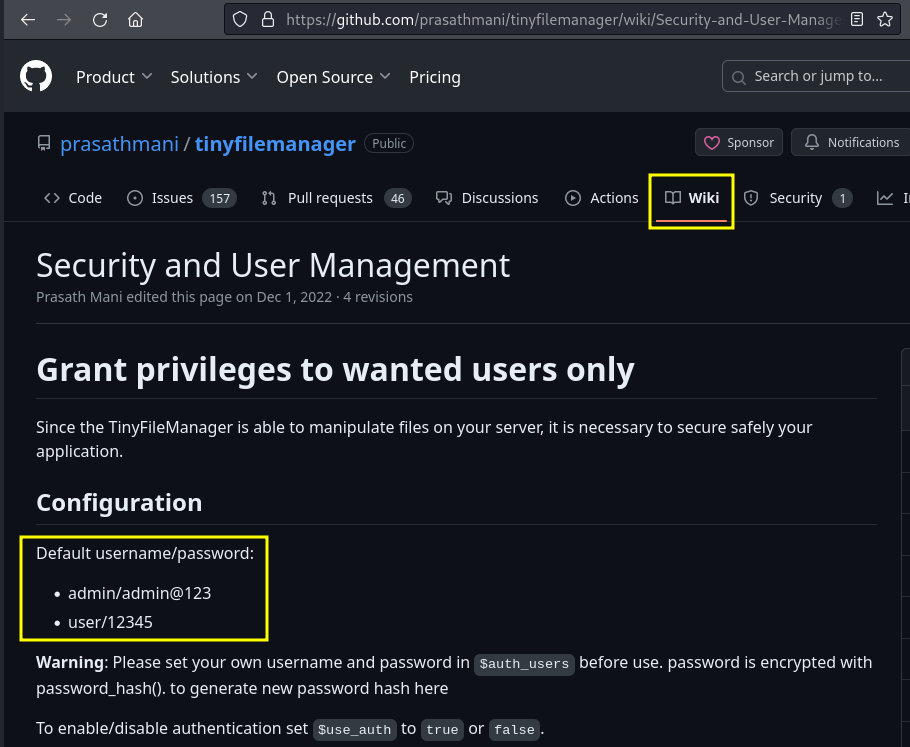 https://github.com/prasathmani/tinyfilemanager/wiki/Security-and-User-Manage
Product Solutions Open Source Pricing Search or jump to...
prasathmani / tinyfilemanager Public Sponsor Notifications
Code Issues 157 Pull requests 46 Discussions Actions Wiki Security 1 I
Security and User Management
Prasath Mani edited this page on Dec 1, 2022 · 4 revisions
Grant privileges to wanted users only
Since the TinyFileManager is able to manipulate files on your server, it is necessary to secure safely your
application.
Configuration
Default username/password:
• admin/admin@123
• user/12345
Warning: Please set your own username and password in $auth_users before use. password is encrypted with
password_hash(). to generate new password hash here
To enable/disable authentication set $use_auth to true or false.